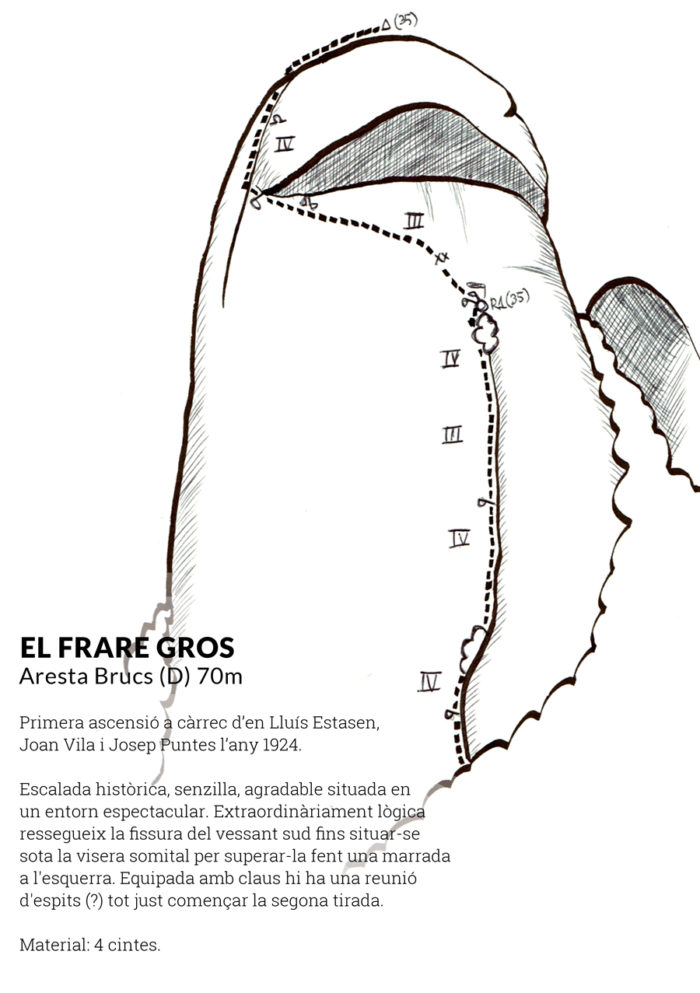 (35)
IV
III
xx
R1(35)
IV
III
IV
IV
EL FRARE GROS
Aresta Brucs (D) 70m
Primera ascensió a càrrec d'en Lluís Estasen,
Joan Vila i Josep Puntes l'any 1924.
Escalada històrica, senzilla, agradable situada en
un entorn espectacular. Extraordinàriament lògica
ressegueix la fissura del vessant sud fins situar-se
sota la visera somital per superar-la fent una marrada
a l'esquerra. Equipada amb claus hi ha una reunió
d'espits (?) tot just començar la segona tirada.
Material: 4 cintes.